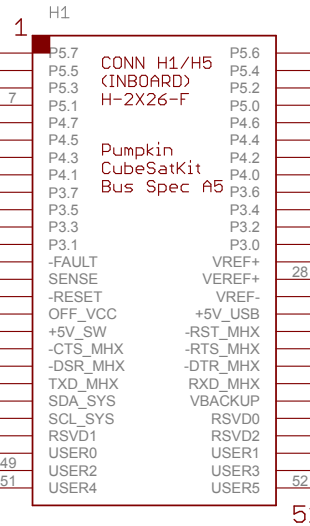 H1
1
P5.7 P5.6
P5.5 P5.4
P5.3 P5.2
7 P5.1 P5.0
P4.7 P4.6
P4.5 P4.4
P4.3 P4.2
P4.1 P4.0
P3.7 P3.6
P3.5 P3.4
P3.3 P3.2
P3.1 P3.0
CONN H1/H5
(INBOARD)
H-2X26-F
Pumpkin
CubeSatKit
Bus Spec A5
-FAULT VREF+
SENSE VEREF+ 28
-RESET VREF-
OFF_VCC +5V_USB
+5V_SW -RST_MHX
-CTS_MHX -RTS_MHX
-DSR_MHX -DTR_MHX
TXD_MHX RXD_MHX
SDA_SYS VBACKUP
SCL_SYS RSVD0
RSVD1 RSVD2
USER0 USER1
49 USER2 USER3
51 USER4 USER5 52